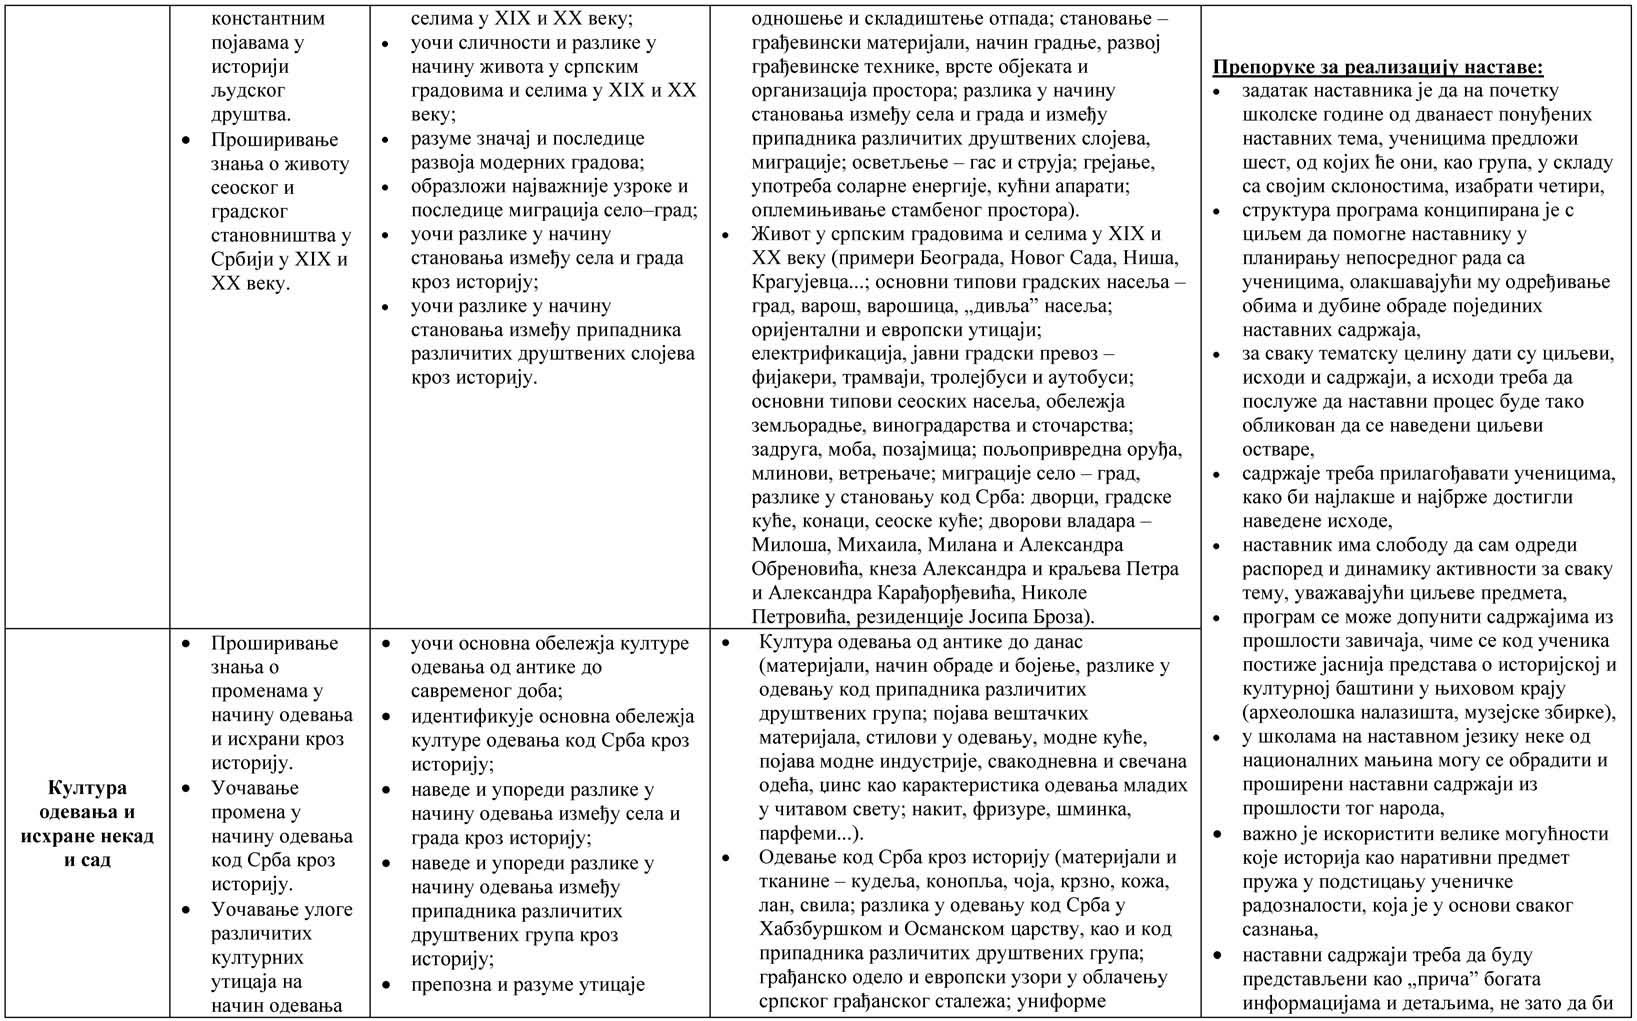 константним
појавама у
историји
људског
друштва.
• Проширивање
знања о животу
сеоског и
градског
становништва у
Србији у XIX и
XX веку.
селима у XIX и XX веку;
• уочи сличности и разлике у
начину живота у српским
градовима и селима у XIX и XX
веку;
• разуме значај и последице
развоја модерних градова;
• образложи најважније узроке и
последице миграција село–град;
• уочи разлике у начину
становања између села и града
кроз историју;
• уочи разлике у начину
становања између припадника
различитих друштвених слојева
кроз историју.
одношење и складиштење отпада; становање –
грађевински материјали, начин градње, развој
грађевинске технике, врсте објеката и
организација простора; разлика у начину
становања између села и града и између
припадника различитих друштвених слојева,
миграције; осветљење – гас и струја; грејање,
употреба соларне енергије, кућни апарати;
оплемињивање стамбеног простора).
• Живот у српским градовима и селима у XIX и
XX веку (примери Београда, Новог Сада, Ниша,
Крагујевца...; основни типови градских насеља –
град, варош, варошица, „дивља” насеља;
оријентални и европски утицаји;
електрификација, јавни градски превоз –
фијакери, трамваји, тролејбуси и аутобуси;
основни типови сеоских насеља, обележја
земљорадње, виноградарства и сточарства;
задруга, моба, позајмица; пољопривредна оруђа,
млинови, ветрењаче; миграције село – град,
разлике у становању код Срба: дворци, градске
куће, конаци, сеоске куће; дворови владара –
Милоша, Михаила, Милана и Александра
Обреновића, кнеза Александра и краљева Петра
и Александра Карађорђевића, Николе
Петровића, резиденције Јосипа Броза).
Култура
одевања и
исхране некад
и сад
• Проширивање
знања о
променама у
начину одевања
и исхрани кроз
историју.
• Уочавање
промена у
начину одевања
код Срба кроз
историју.
• Уочавање улоге
различитих
културних
утицаја на
начин одевања
• уочи основна обележја културе
одевања од антике до
савременог доба;
• идентификује основна обележја
културе одевања код Срба кроз
историју;
• наведе и упореди разлике у
начину одевања између села и
града кроз историју;
• наведе и упореди разлике у
начину одевања између
припадника различитих
друштвених група кроз
историју;
• препозна и разуме утицаје
• Култура одевања од антике до данас
(материјали, начин обраде и бојење, разлике у
одевању код припадника различитих
друштвених група; појава вештачких
материјала, стилови у одевању, модне куће,
појава модне индустрије, свакодневна и свечана
одећа, џинс као карактеристика одевања младих
у читавом свету; накит, фризуре, шминка,
парфеми...).
• Одевање код Срба кроз историју (материјали и
тканине – кудеља, конопља, чоја, крзно, кожа,
лан, свила; разлика у одевању код Срба у
Хабзбуршком и Османском царству, као и код
припадника различитих друштвених група;
грађанско одело и европски узори у облачењу
српског грађанског сталежа; униформе
Препоруке за реализацију наставе:
• задатак наставника је да на почетку
школске године од дванаест понуђених
наставних тема, ученицима предложи
шест, од којих ће они, као група, у складу
са својим склоностима, изабрати четири,
• структура програма конципирана је с
циљем да помогне наставнику у
планирању непосредног рада са
ученицима, олакшавајући му одређивање
обима и дубине обраде појединих
наставних садржаја,
• за сваку тематску целину дати су циљеви,
исходи и садржаји, а исходи треба да
послуже да наставни процес буде тако
обликован да се наведени циљеви
остваре,
• садржаје треба прилагођавати ученицима,
како би најлакше и најбрже достигли
наведене исходе,
• наставник има слободу да сам одреди
распоред и динамику активности за сваку
тему, уважавајући циљеве предмета,
• програм се може допунити садржајима из
прошлости завичаја, чиме се код ученика
постиже јаснија представа о историјској и
културној баштини у њиховом крају
(археолошка налазишта, музејске збирке),
• у школама на наставном језику неке од
националних мањина могу се обрадити и
проширени наставни садржаји из
прошлости тог народа,
• важно је искористити велике могућности
које историја као наративни предмет
пружа у подстицању ученичке
радозналости, која је у основи сваког
сазнања,
• наставни садржаји треба да буду
представљени као „прича” богата
информацијама и детаљима, не зато да би